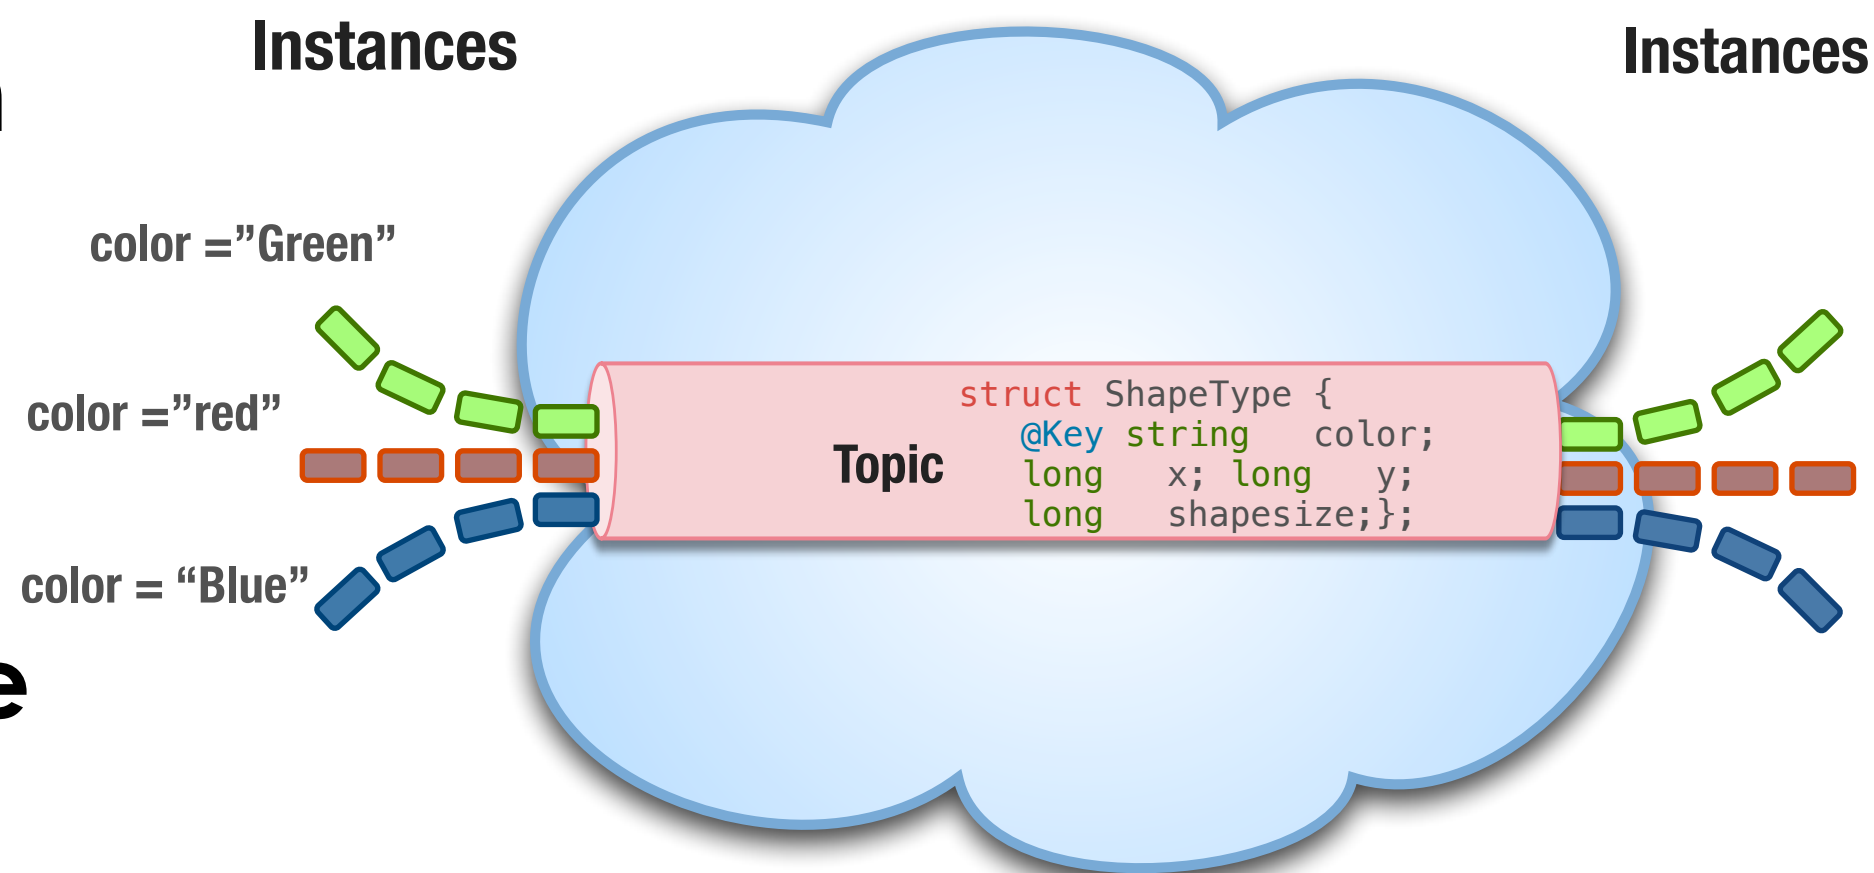 Instances
Instances
color =”Green”
color =”red”
color = “Blue”
Topic
struct ShapeType {
@Key string color;
long x; long y;
long shapesize;};
e